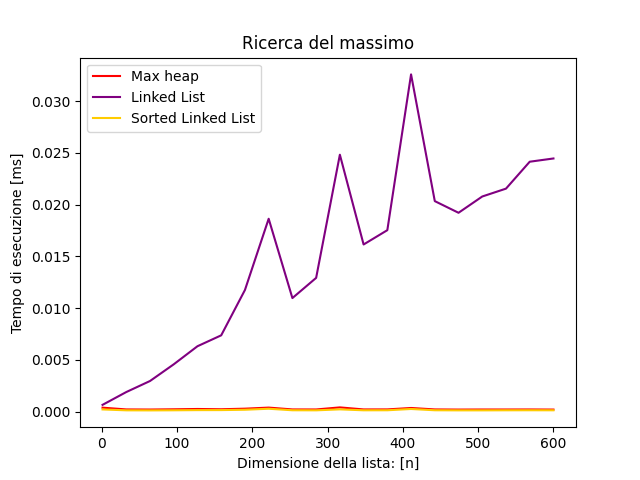 Ricerca del massimo
Max heap
Linked List
Sorted Linked List
Tempo di esecuzione [ms]
0.030
0.025
0.020
0.015
0.010
0.005
0.000
0 100 200 300 400 500 600
Dimensione della lista: [n]